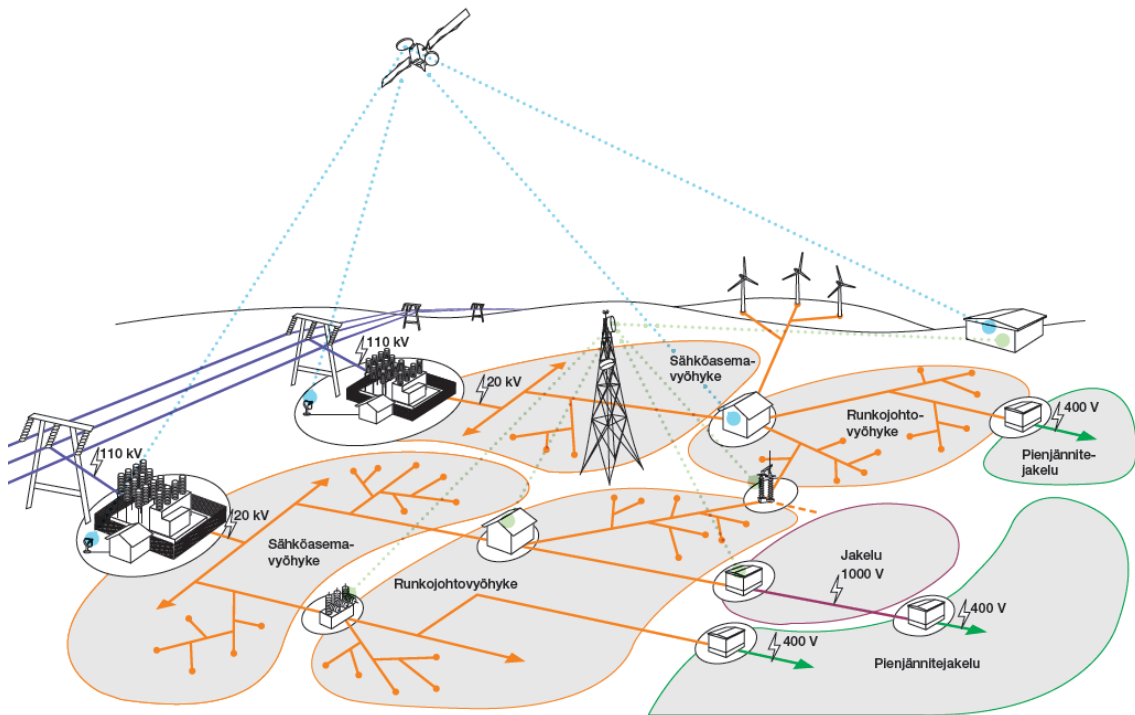 110 kV
20 kV
Sähköasema-
vyöhyke
Runkojohto-
vyöhyke
400 V
Pienjännite-
jakelu
110 kV
20 kV
Sähköasema-
vyöhyke
Runkojohtovyöhyke
Jakelu
1000 V
400 V
400 V
Pienjännitejakelu